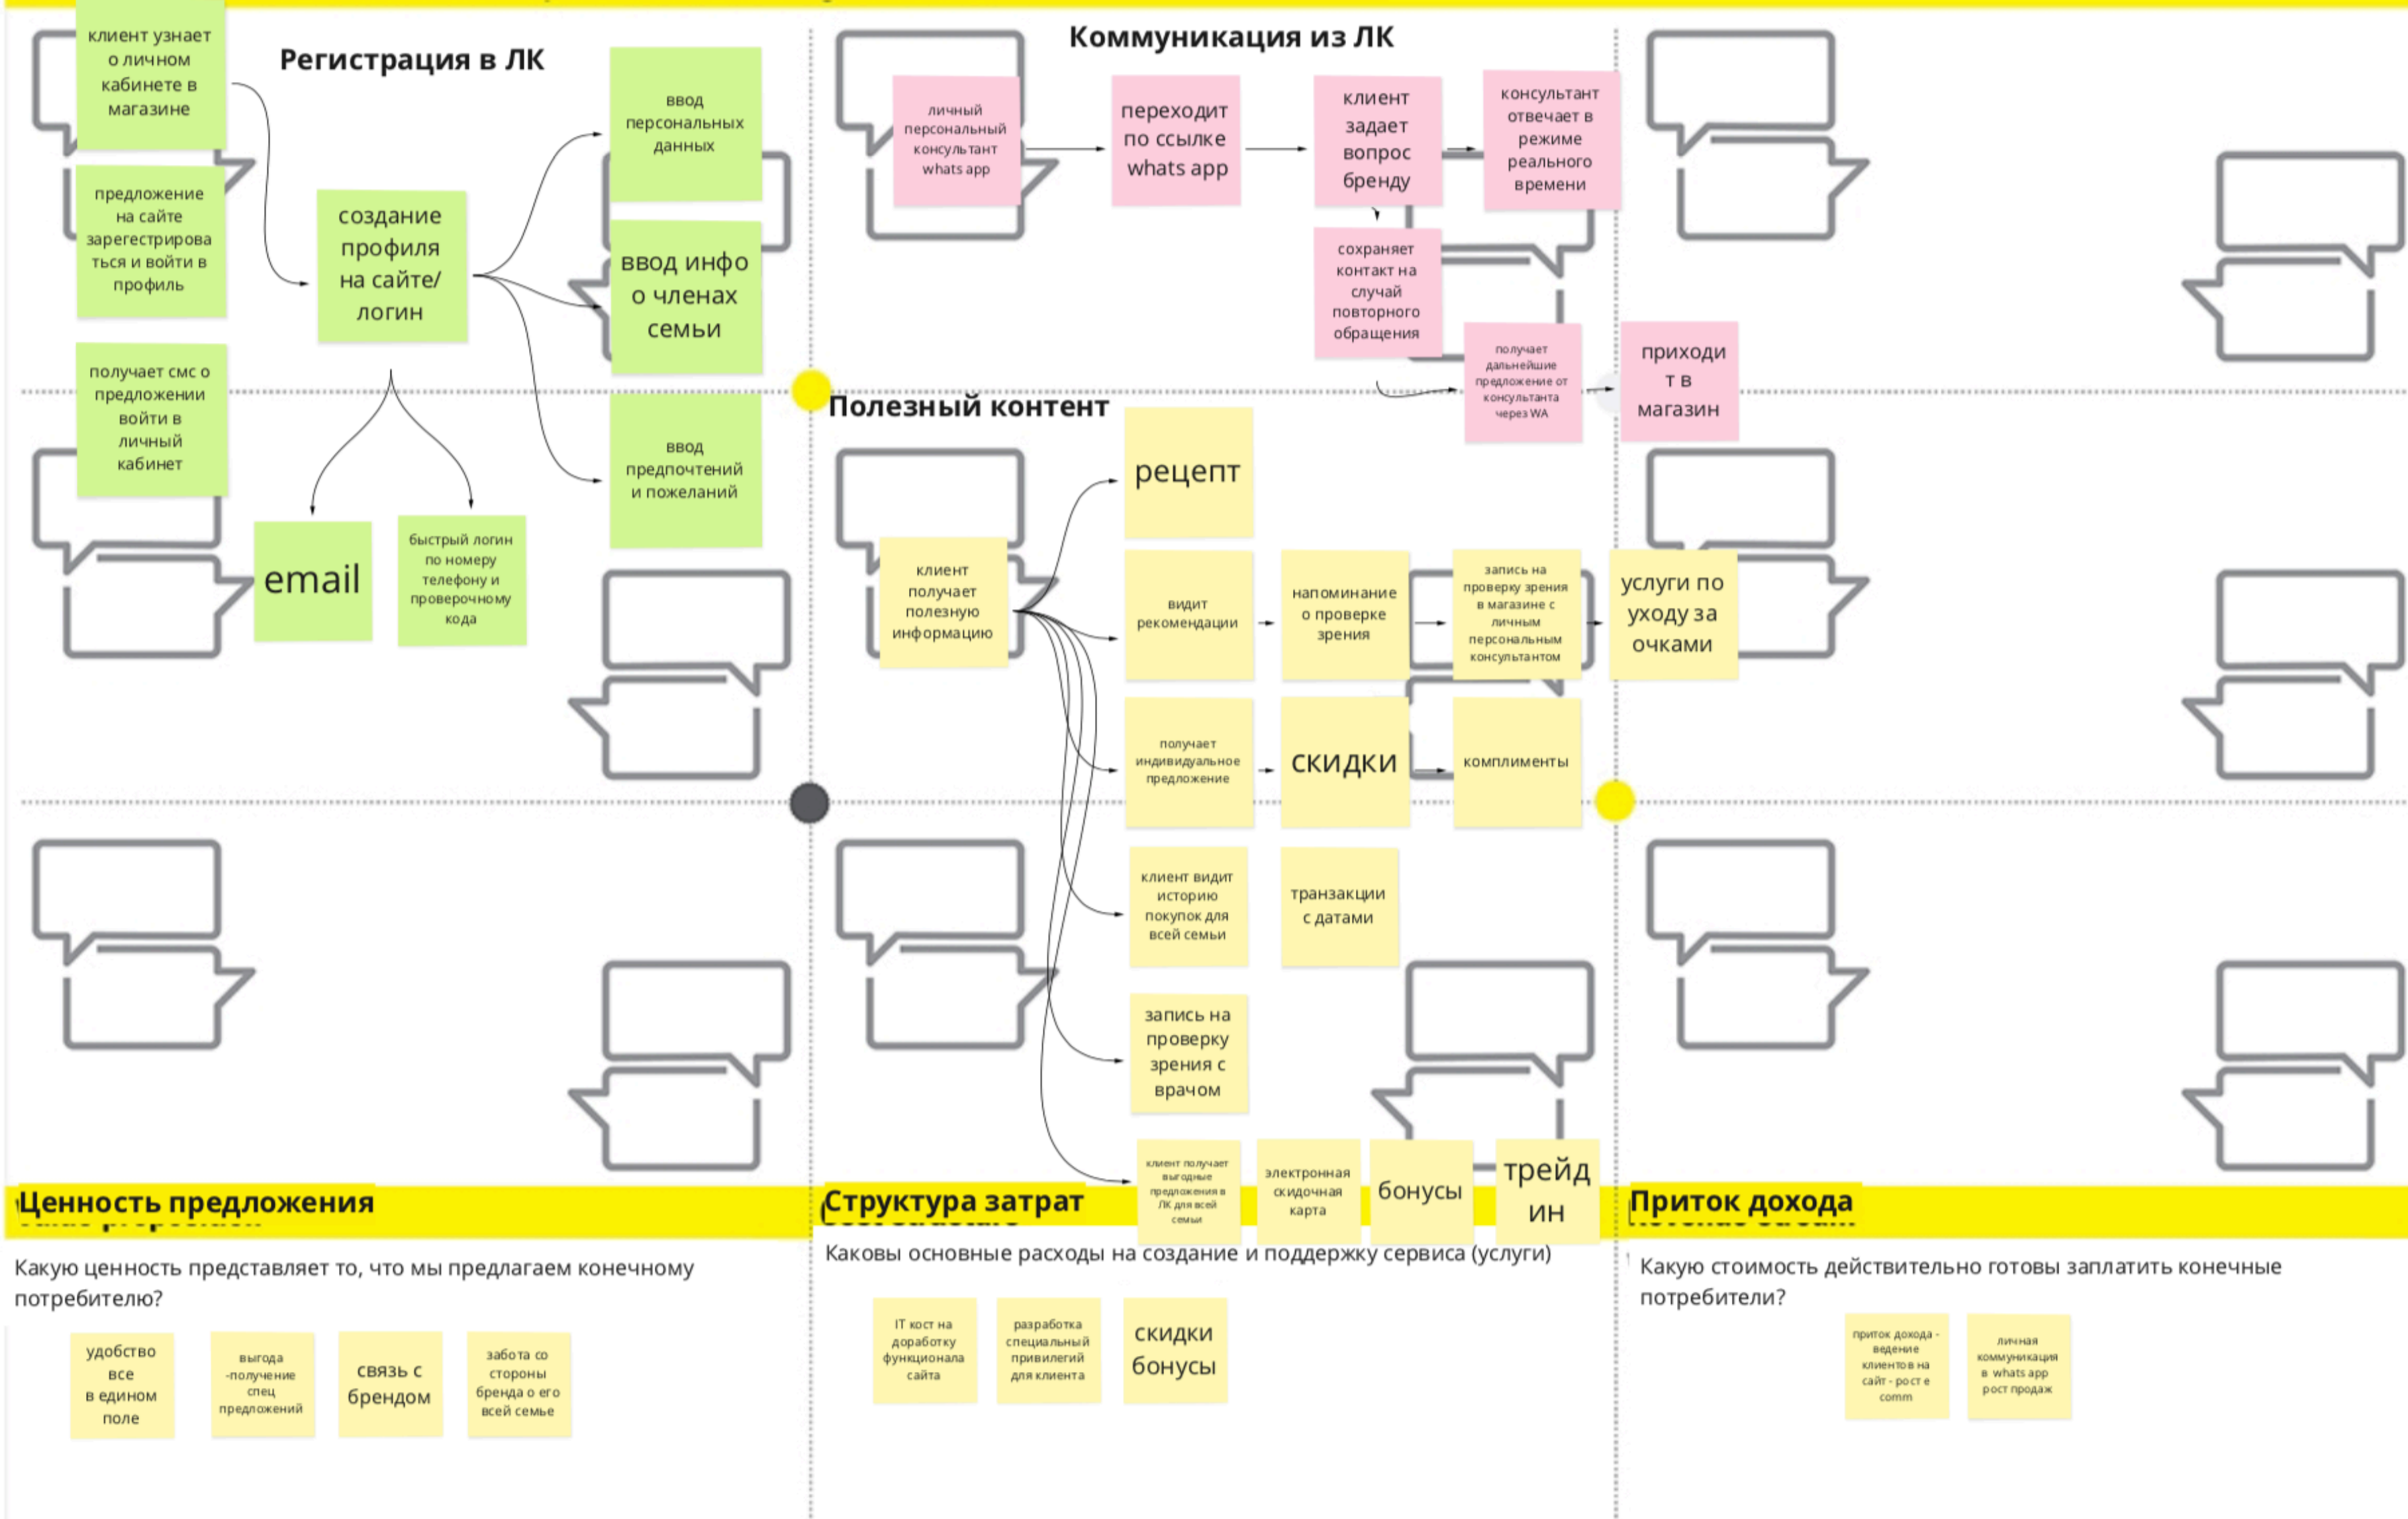 Регистрация в ЛК
клиент узнает
о личном
кабинете в
магазине
предложение
на сайте
зарегестрирова
ться и войти в
профиль
получает смс о
предложении
войти в
личный
кабинет
создание
профиля
на сайте/
логин
email
быстрый логин
по номеру
телефону и
проверочному
кода
ввод
персональных
данных
ввод инфо
о членах
семьи
ввод
предпочтений
и пожеланий
Коммуникация из ЛК
личный
персональный
консультант
whats app
переходит
по ссылке
whats app
клиент
задает
вопрос
бренду
консультант
отвечает в
режиме
реального
времени
сохраняет
контакт на
случай
повторного
обращения
получает
дальнейшие
предложение от
консультанта
через WA
приходи
т в
магазин
Полезный контент
клиент
получает
полезную
информацию
рецепт
видит
рекомендации
напоминание
о проверке
зрения
запись на
проверку зрения
в магазине с
личным
персональным
консультантом
услуги по
уходу за
очками
получает
индивидуальное
предложение
скидки
комплименты
клиент видит
историю
покупок для
всей семьи
транзакции
с датами
запись на
проверку
зрения с
врачом
клиент получает
выгодные
предложения в
ЛК для всей
семьи
электронная
скидочная
карта
бонусы
трейд
ин
Ценность предложения
Какую ценность представляет то, что мы предлагаем конечному
потребителю?
удобство
все
в едином
поле
выгода
-получение
спец
предложений
связь с
брендом
забота со
стороны
бренда о его
всей семье
Структура затрат
Каковы основные расходы на создание и поддержку сервиса (услуги)
IT кост на
доработку
функционала
сайта
разработка
специальный
привилегий
для клиента
скидки
бонусы
Приток дохода
Какую стоимость действительно готовы заплатить конечные
потребители?
приток дохода -
ведение
клиентов на
сайт - рост е
comm
личная
коммуникация
в whats app
рост продаж